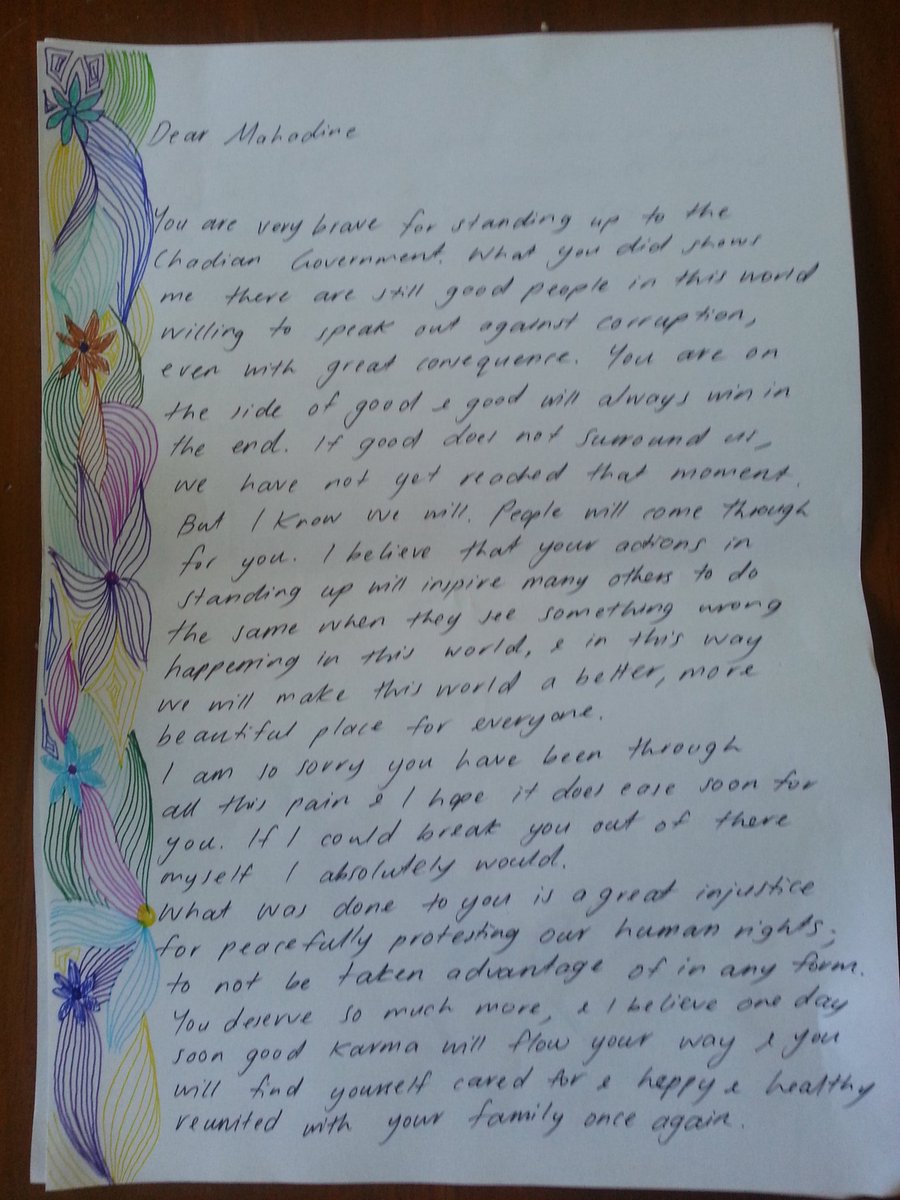 Dear Mahadine
You are very brave for standing up to the
Chadian Government. What you did shows
me there are still good people in this world
willing to speak out against corruption,
even with great consequence. You are on
the side of good & good will always win in
the end. If good does not surround us,
we have not yet reached that moment.
But I know we will. People will come through
for you. I believe that your actions in
standing up will inspire many others to do
the same when they see something wrong
happening in this world, & in this way
we will make this world a better, more
beautiful place for everyone.
I am so sorry you have been through
all this pain & I hope it does ease soon for
you. If I could break you out of there
myself I absolutely would.
What was done to you is a great injustice
for peacefully protesting our human rights;
to not be taken advantage of in any form.
You deserve so much more, & I believe one day
soon good karma will flow your way & you
will find yourself cared for & happy & healthy
reunited with your family once again.